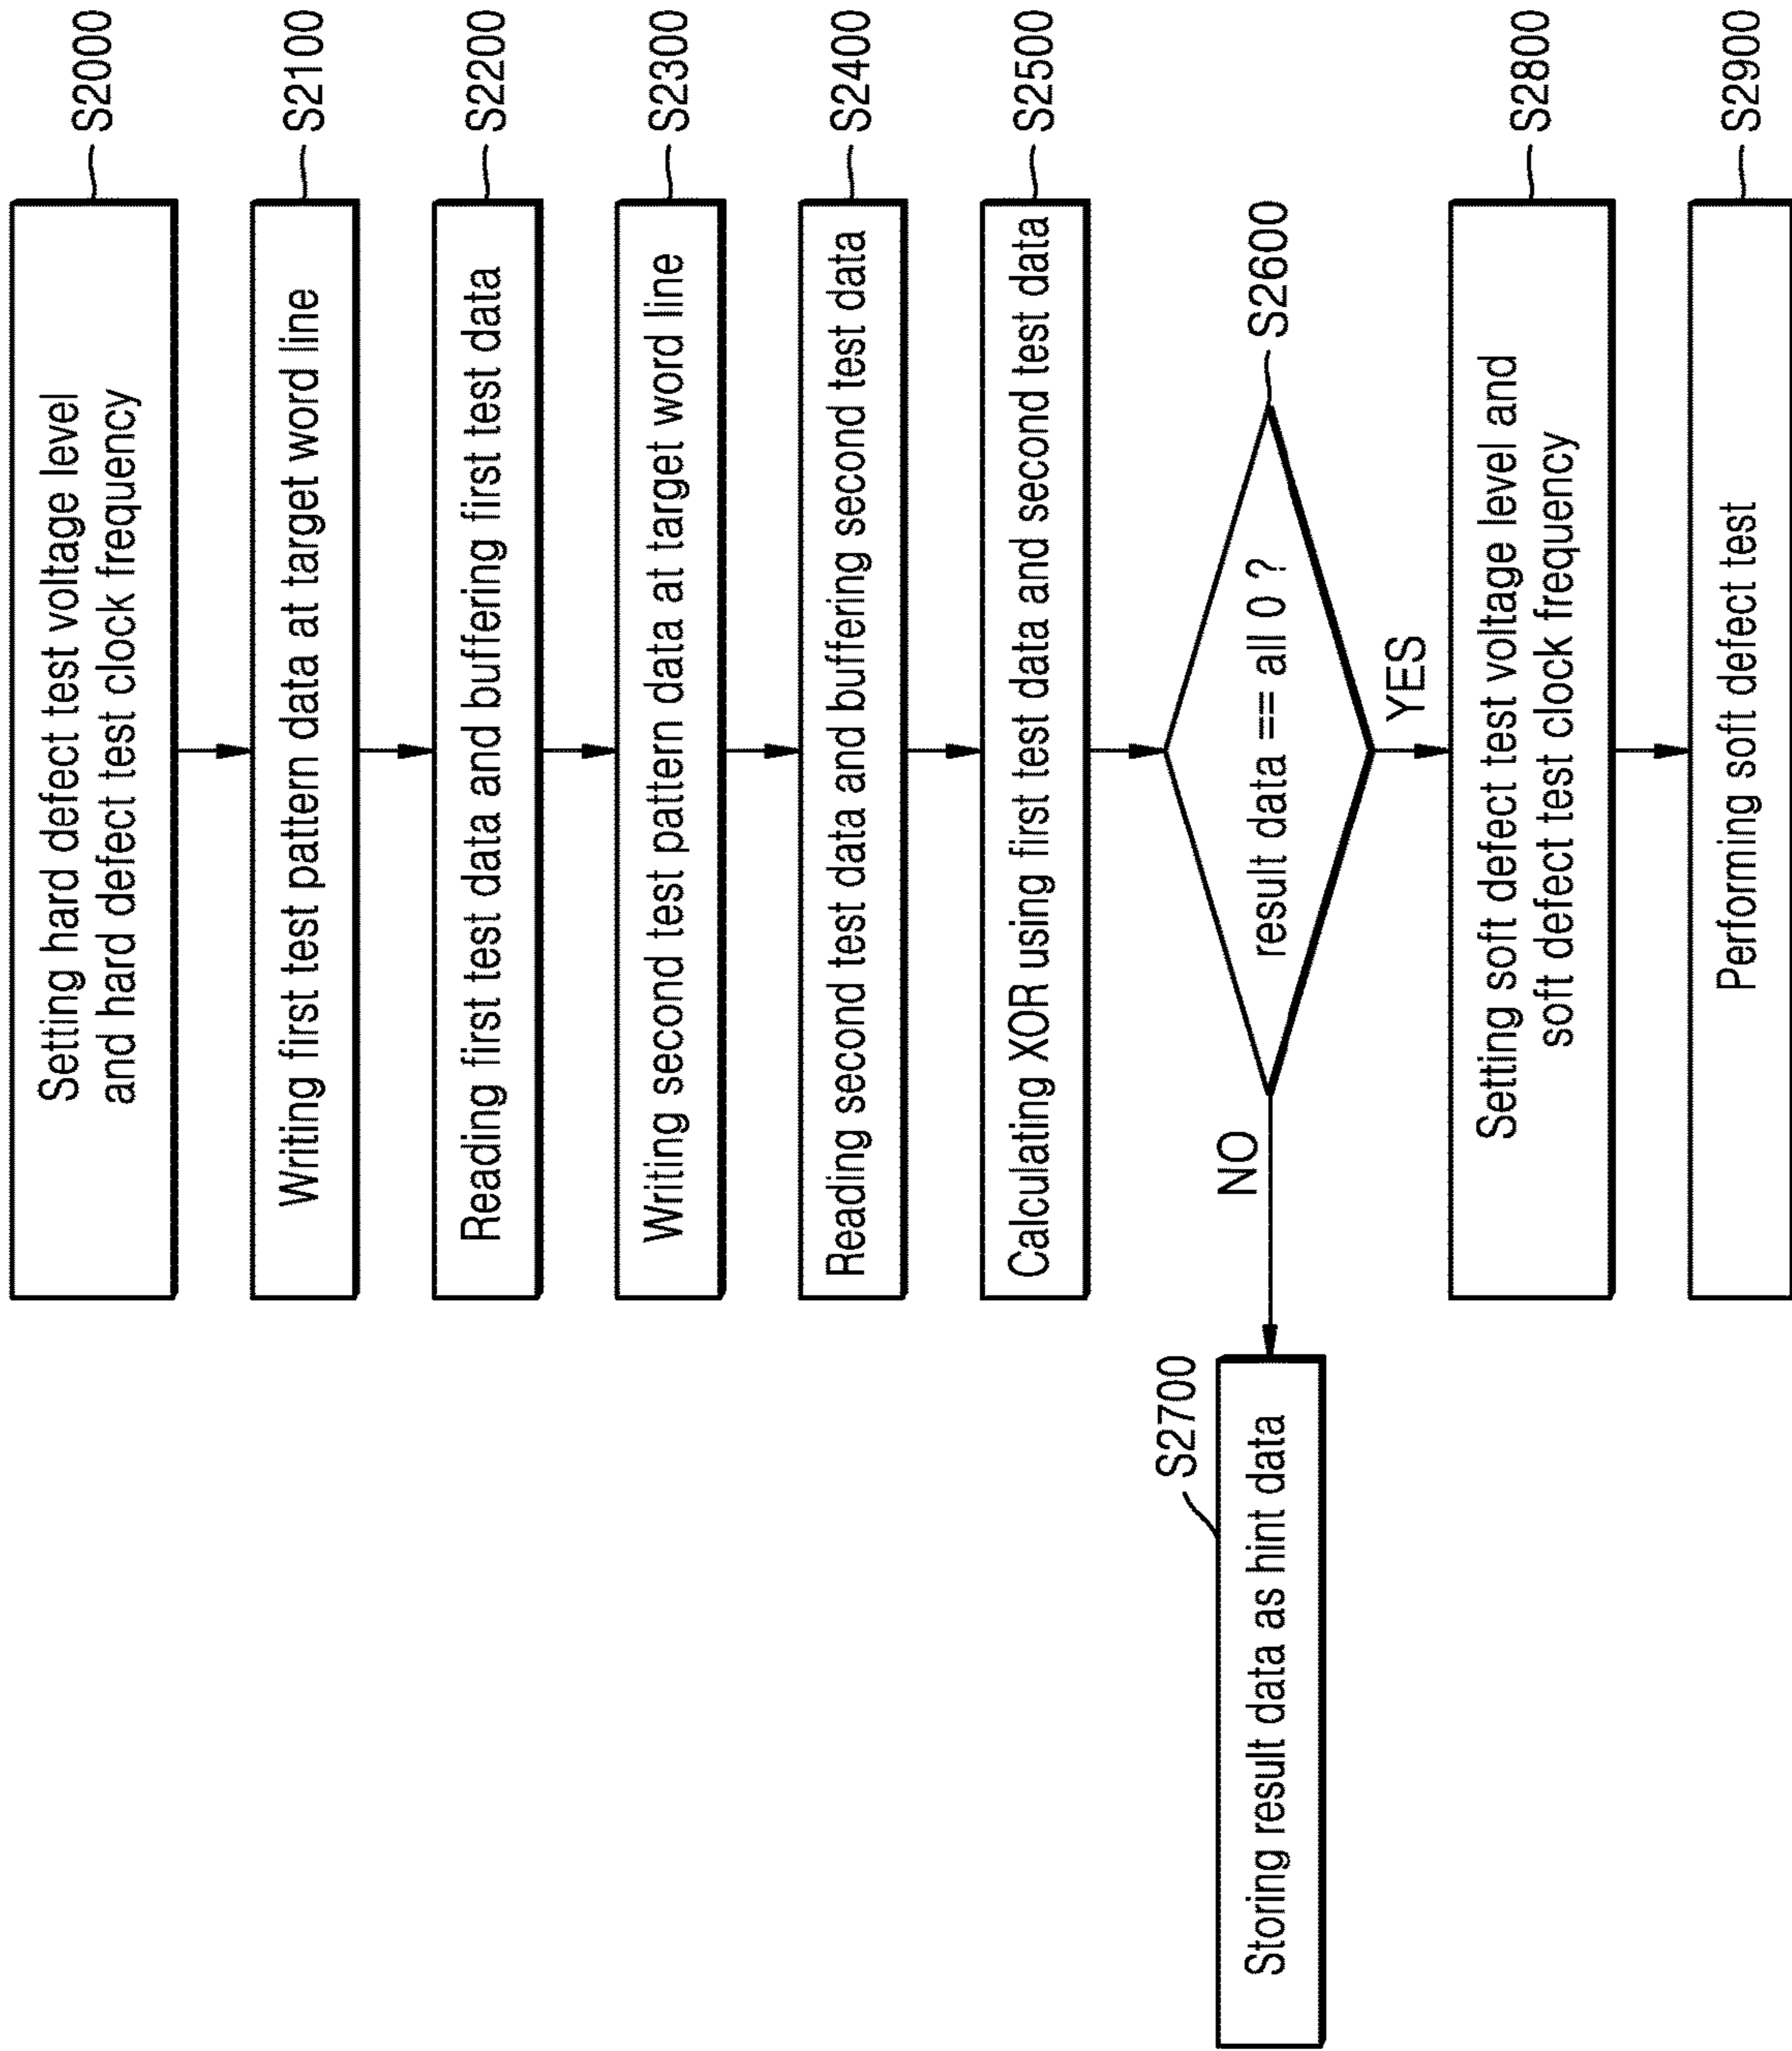 Setting hard defect test voltage level
and hard defect test clock frequency
S2000
Writing first test pattern data at target word line
S2100
Reading first test data and buffering first test data
S2200
Writing second test pattern data at target word line
S2300
Reading second test data and buffering second test data
S2400
Calculating XOR using first test data and second test data
S2500
result data == all 0 ?
S2600
NO
YES
S2700
Storing result data as hint data
Setting soft defect test voltage level and
soft defect test clock frequency
S2800
Performing soft defect test
S2900